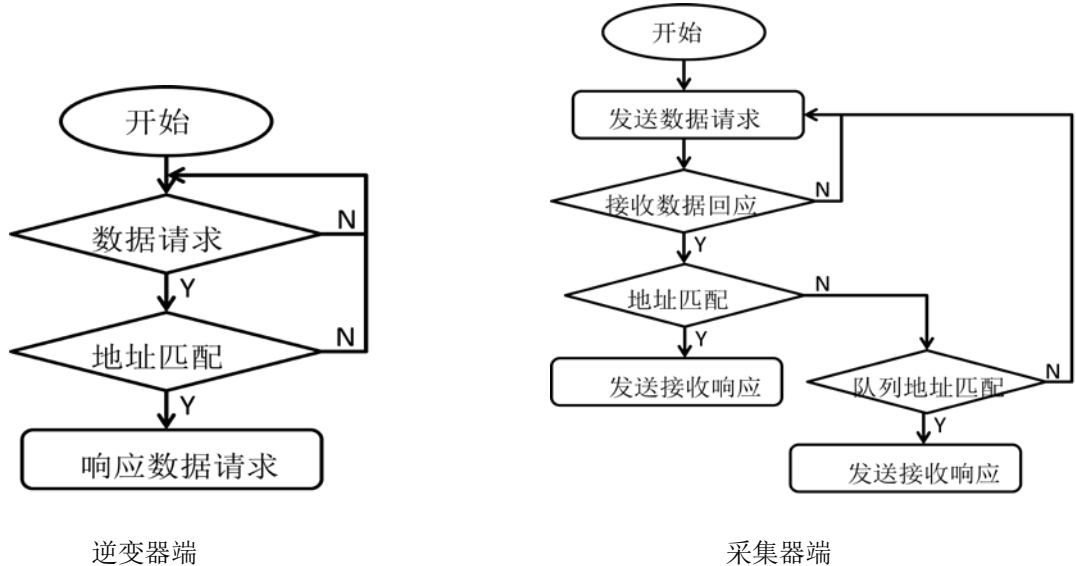 开始
数据请求
N
Y
地址匹配
N
Y
响应数据请求
逆变器端
开始
发送数据请求
接收数据回应
N
Y
地址匹配
N
Y
发送接收响应
队列地址匹配
N
Y
发送接收响应
采集器端